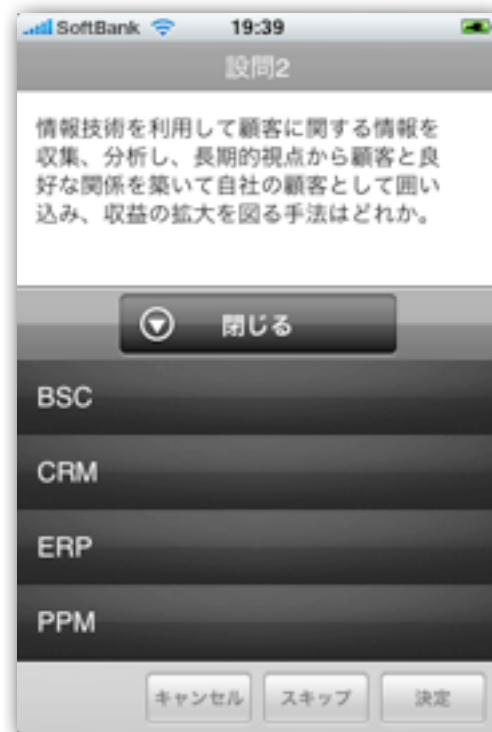 SoftBank 19:39
設問2
情報技術を利用して顧客に関する情報を
収集、分析し、長期的視点から顧客と良
好な関係を築いて自社の顧客として囲い
込み、収益の拡大を図る手法はどれか。
閉じる
BSC
CRM
ERP
PPM
キャンセル スキップ 決定